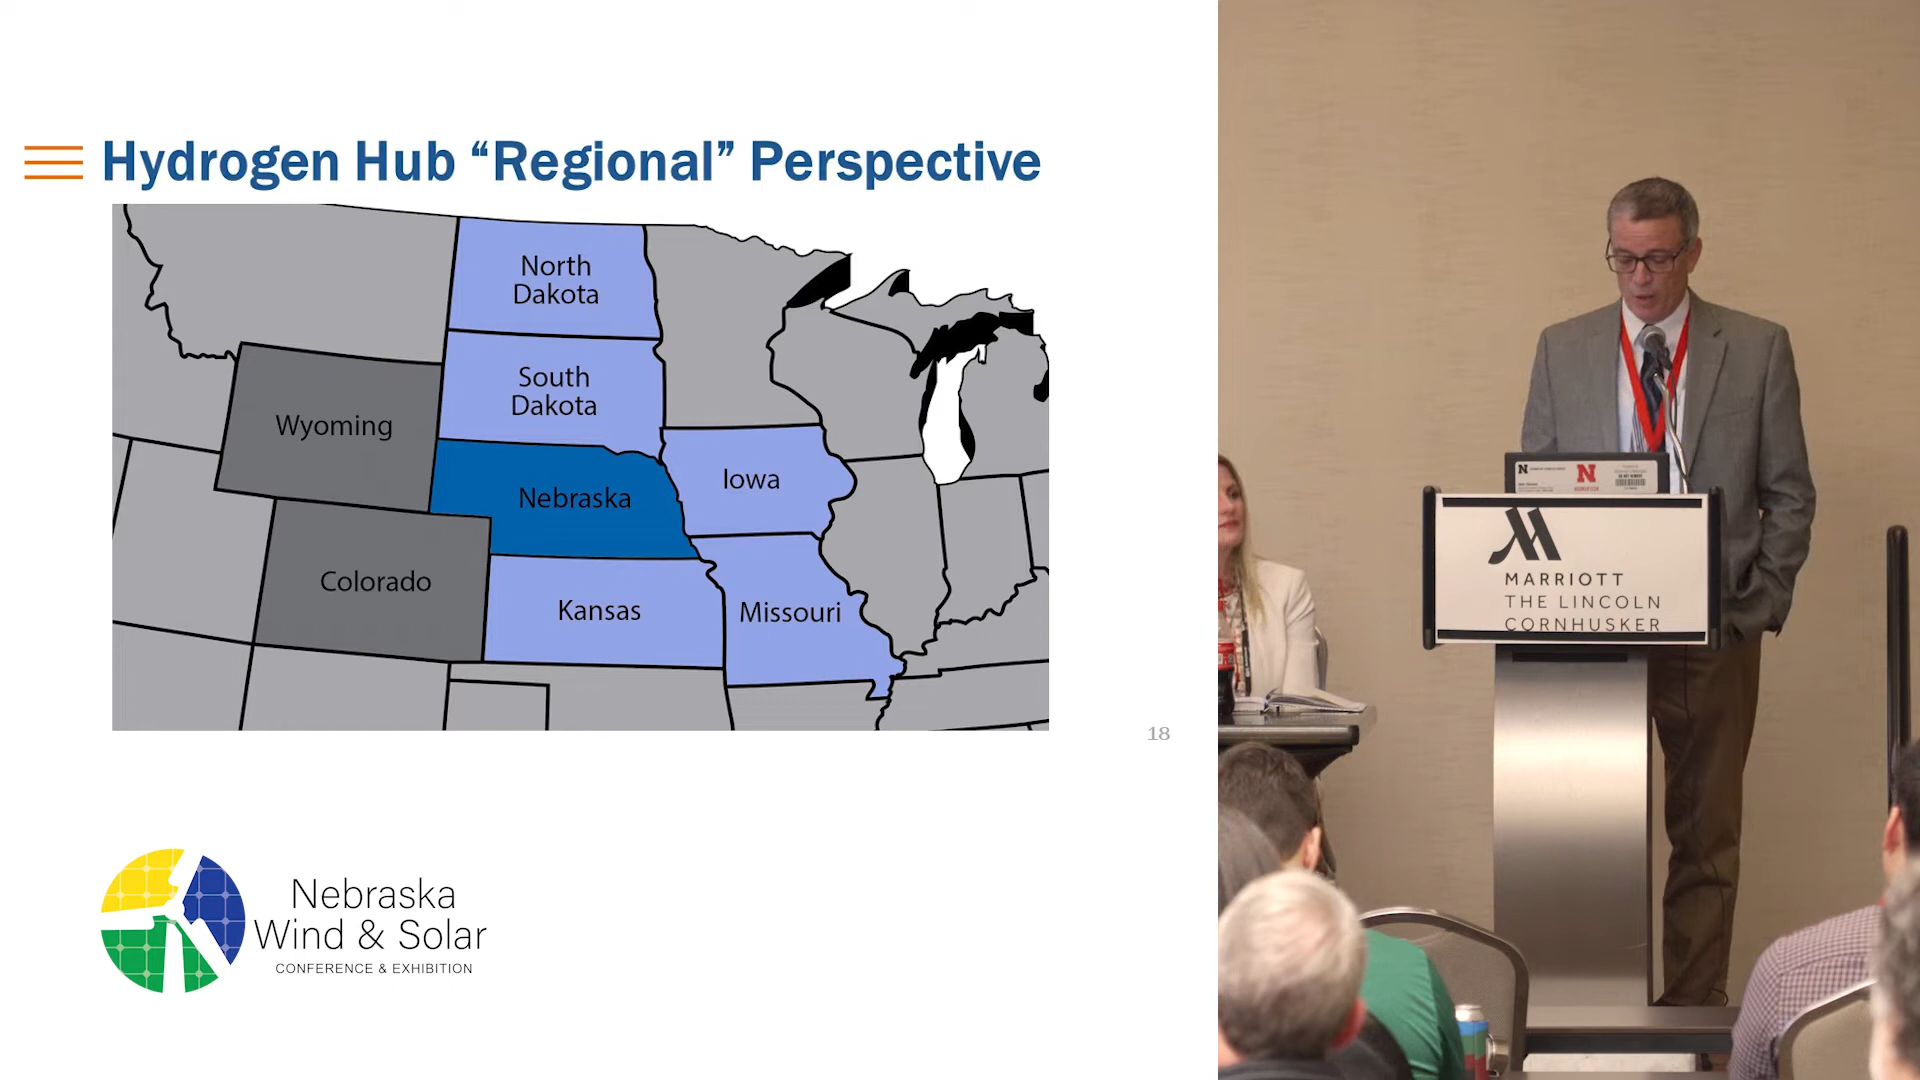 Hydrogen Hub “Regional” Perspective
North
Dakota
South
Dakota
Wyoming
Nebraska
Iowa
Colorado
Kansas
Missouri
18
Nebraska
Wind & Solar
CONFERENCE & EXHIBITION
N
N
MARRIOTT
THE LINCOLN
CORNHUSKER